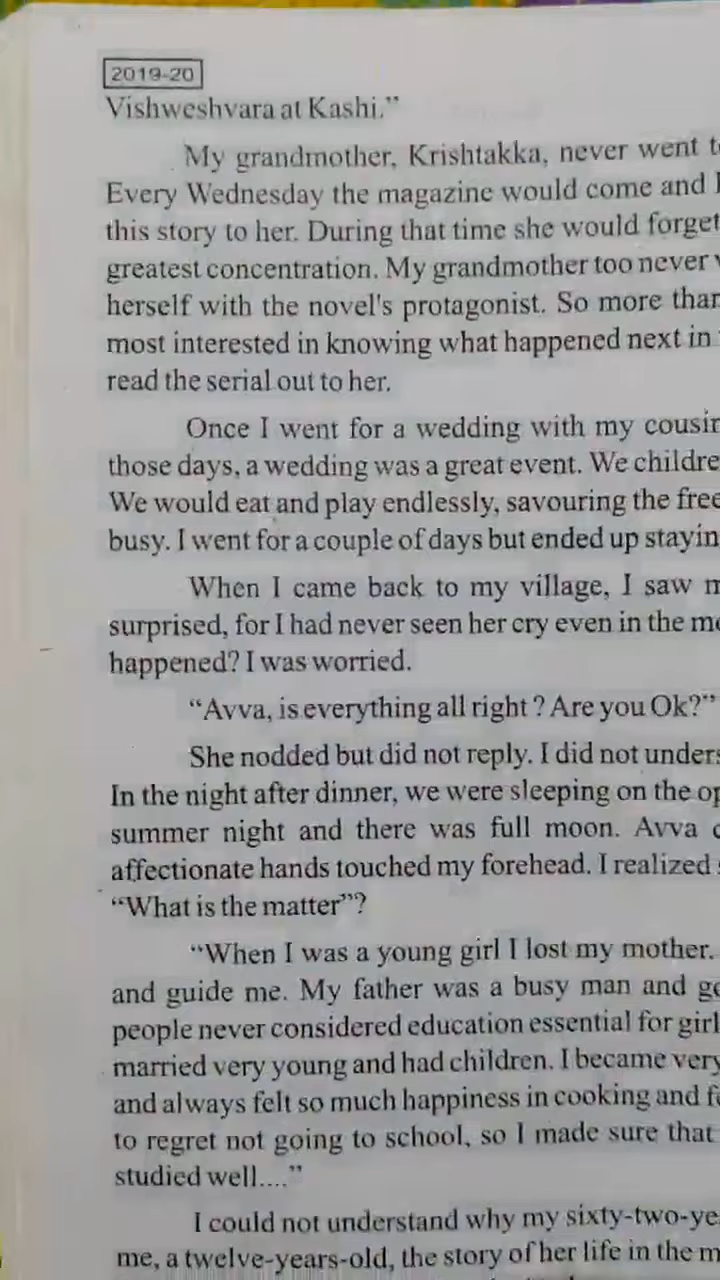 2019-20
Vishweshvara at Kashi.”
My grandmother, Krishtakka, never went
Every Wednesday the magazine would come and
this story to her. During that time she would forget
greatest concentration. My grandmother too never
herself with the novel's protagonist. So more than
most interested in knowing what happened next in
read the serial out to her.
Once I went for a wedding with my cousin
those days, a wedding was a great event. We childre
We would eat and play endlessly, savouring the free
busy. I went for a couple of days but ended up stayin
When I came back to my village, I saw
surprised, for I had never seen her cry even in the
happened? I was worried.
“Avva, is everything all right ? Are you Ok?”
She nodded but did not reply. I did not unders
In the night after dinner, we were sleeping on the op
summer night and there was full moon. Avva
affectionate hands touched my forehead. I realized
“What is the matter”?
“When I was a young girl I lost my mother.
and guide me. My father was a busy man and
people never considered education essential for girl
married very young and had children. I became very
and always felt so much happiness in cooking and
to regret not going to school, so I made sure that
studied well....”
I could not understand why my sixty-two-ye
me, a twelve-years-old, the story of her life in the